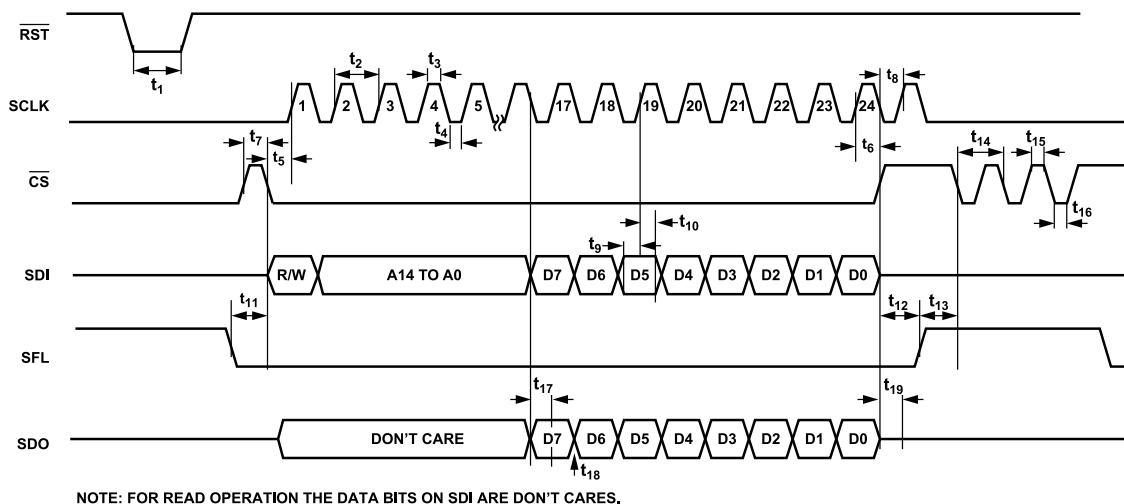 RST
t1
SCLK
1 2 3 4 5 17 18 19 20 21 22 23 24
t2
t3
t4
t8
t7
t5
t6
CS
t14
t15
t16
t9
t10
SDI
R/W A14 TO A0 D7 D6 D5 D4 D3 D2 D1 D0
t11
t12
t13
SFL
t17
t19
SDO
DON'T CARE D7 D6 D5 D4 D3 D2 D1 D0
t18
NOTE: FOR READ OPERATION THE DATA BITS ON SDI ARE DON'T CARES.